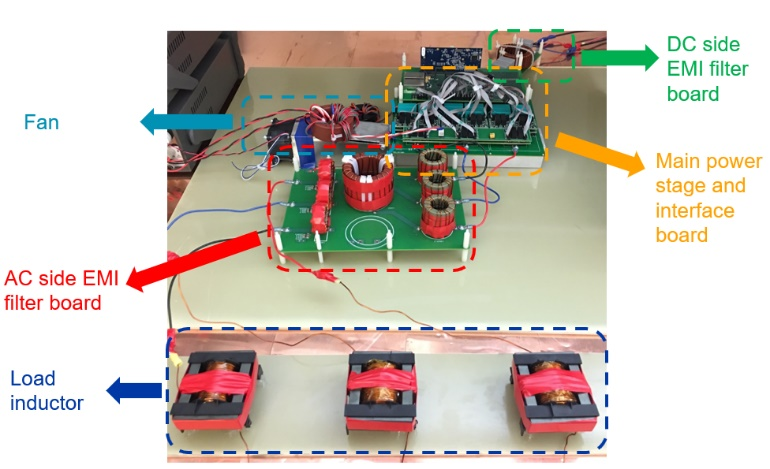 DC side
EMI filter
board
Fan
Main power
stage and
interface
board
AC side EMI
filter board
Load
inductor